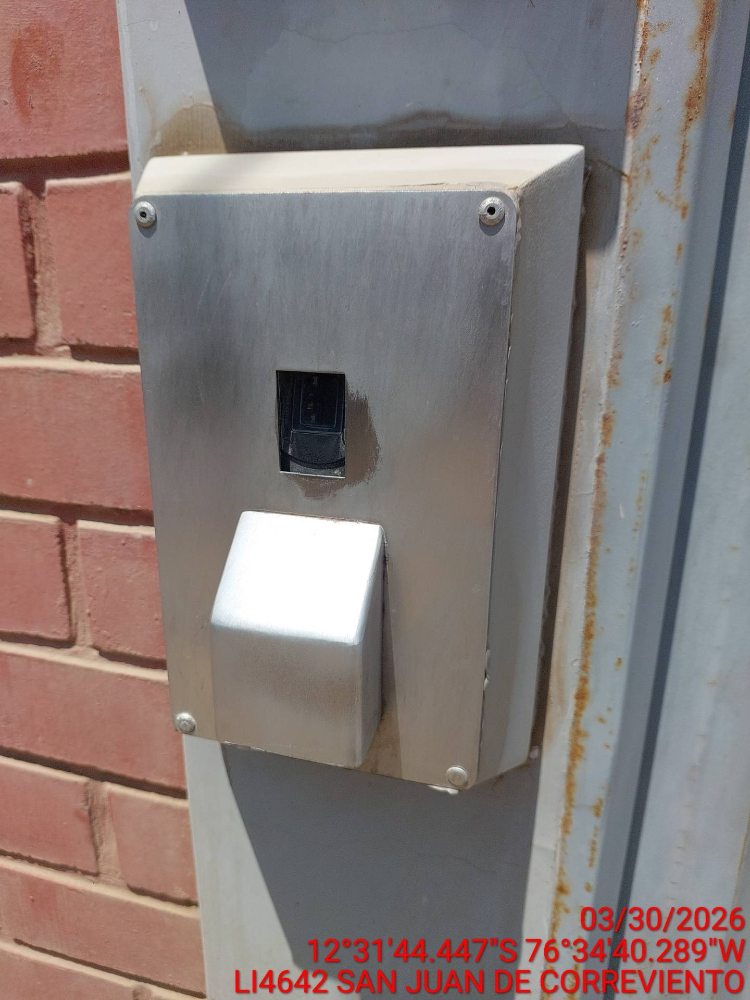 03/30/2026
12°31'44.447"S 76°34'40.289"W
LI4642 SAN JUAN DE CORREVIENTO